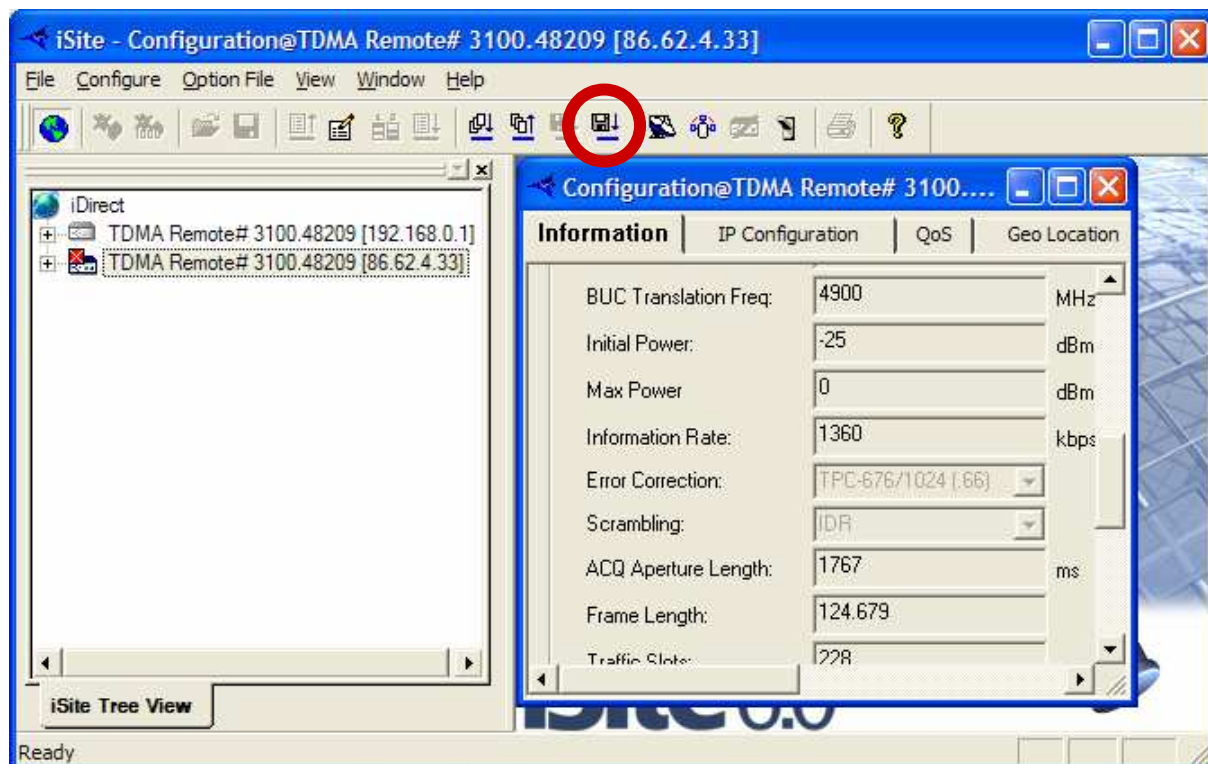 iSite - Configuration@TDMA Remote# 3100.48209 [86.62.4.33]
File Configure Option File View Window Help
iDirect
TDMA Remote# 3100.48209 [192.168.0.1]
TDMA Remote# 3100.48209 [86.62.4.33]
iSite Tree View
Configuration@TDMA Remote# 3100....
Information IP Configuration QoS Geo Location
BUC Translation Freq: 4900 MHz
Initial Power: -25 dBm
Max Power 0 dBm
Information Rate: 1360 kbps
Error Correction: TPC-676/1024 (.66)
Scrambling: IDR
ACQ Aperture Length: 1767 ms
Frame Length: 124.679
Traffic Slots: 228
iSite 6.0
Ready